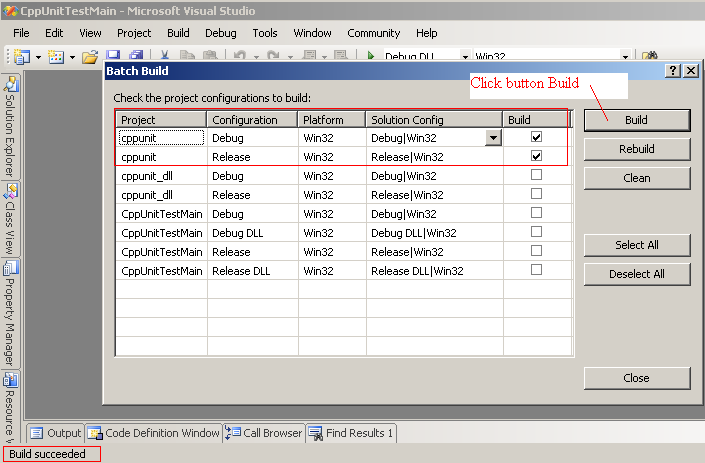 CppUnitTestMain - Microsoft Visual Studio
File Edit View Project Build Debug Tools Window Community Help
Debug DLL Win32
Batch Build
Click button Build
Check the project configurations to build:
Project Configuration Platform Solution Config Build
cppunit Debug Win32 Debug|Win32
cppunit Release Win32 Release|Win32
cppunit_dll Debug Win32 Debug|Win32
cppunit_dll Release Win32 Release|Win32
CppUnitTestMain Debug Win32 Debug|Win32
CppUnitTestMain Debug DLL Win32 Debug DLL|Win32
CppUnitTestMain Release Win32 Release|Win32
CppUnitTestMain Release DLL Win32 Release DLL|Win32
Build
Rebuild
Clean
Select All
Deselect All
Close
Solution Explorer
Class View
Property Manager
Resource
Output Code Definition Window Call Browser Find Results 1
Build succeeded